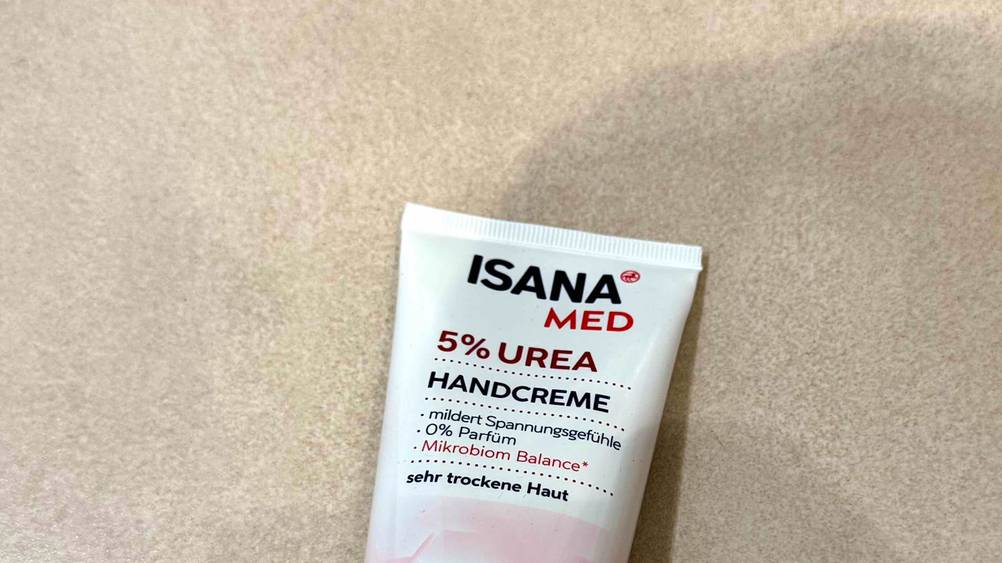 ISANA
MED
5% UREA
HANDCREME
· mildert Spannungsgefühle
· 0% Parfüm
· Mikrobiom Balance*
sehr trockene Haut